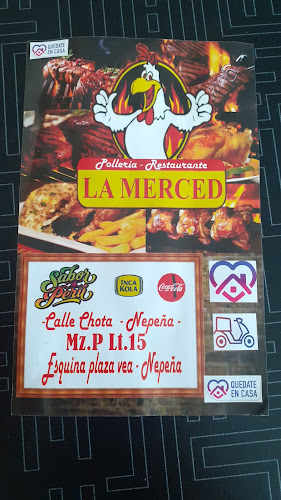 QUEDATE
EN CASA
Pollería - Restaurante
LA MERCED
Sabor
Perú
INCA
KOLA
Coca-Cola
-Calle Chota - Nepeña -
Mz.P Lt.15
Esquina plaza vea - Nepeña
QUEDATE
EN CASA